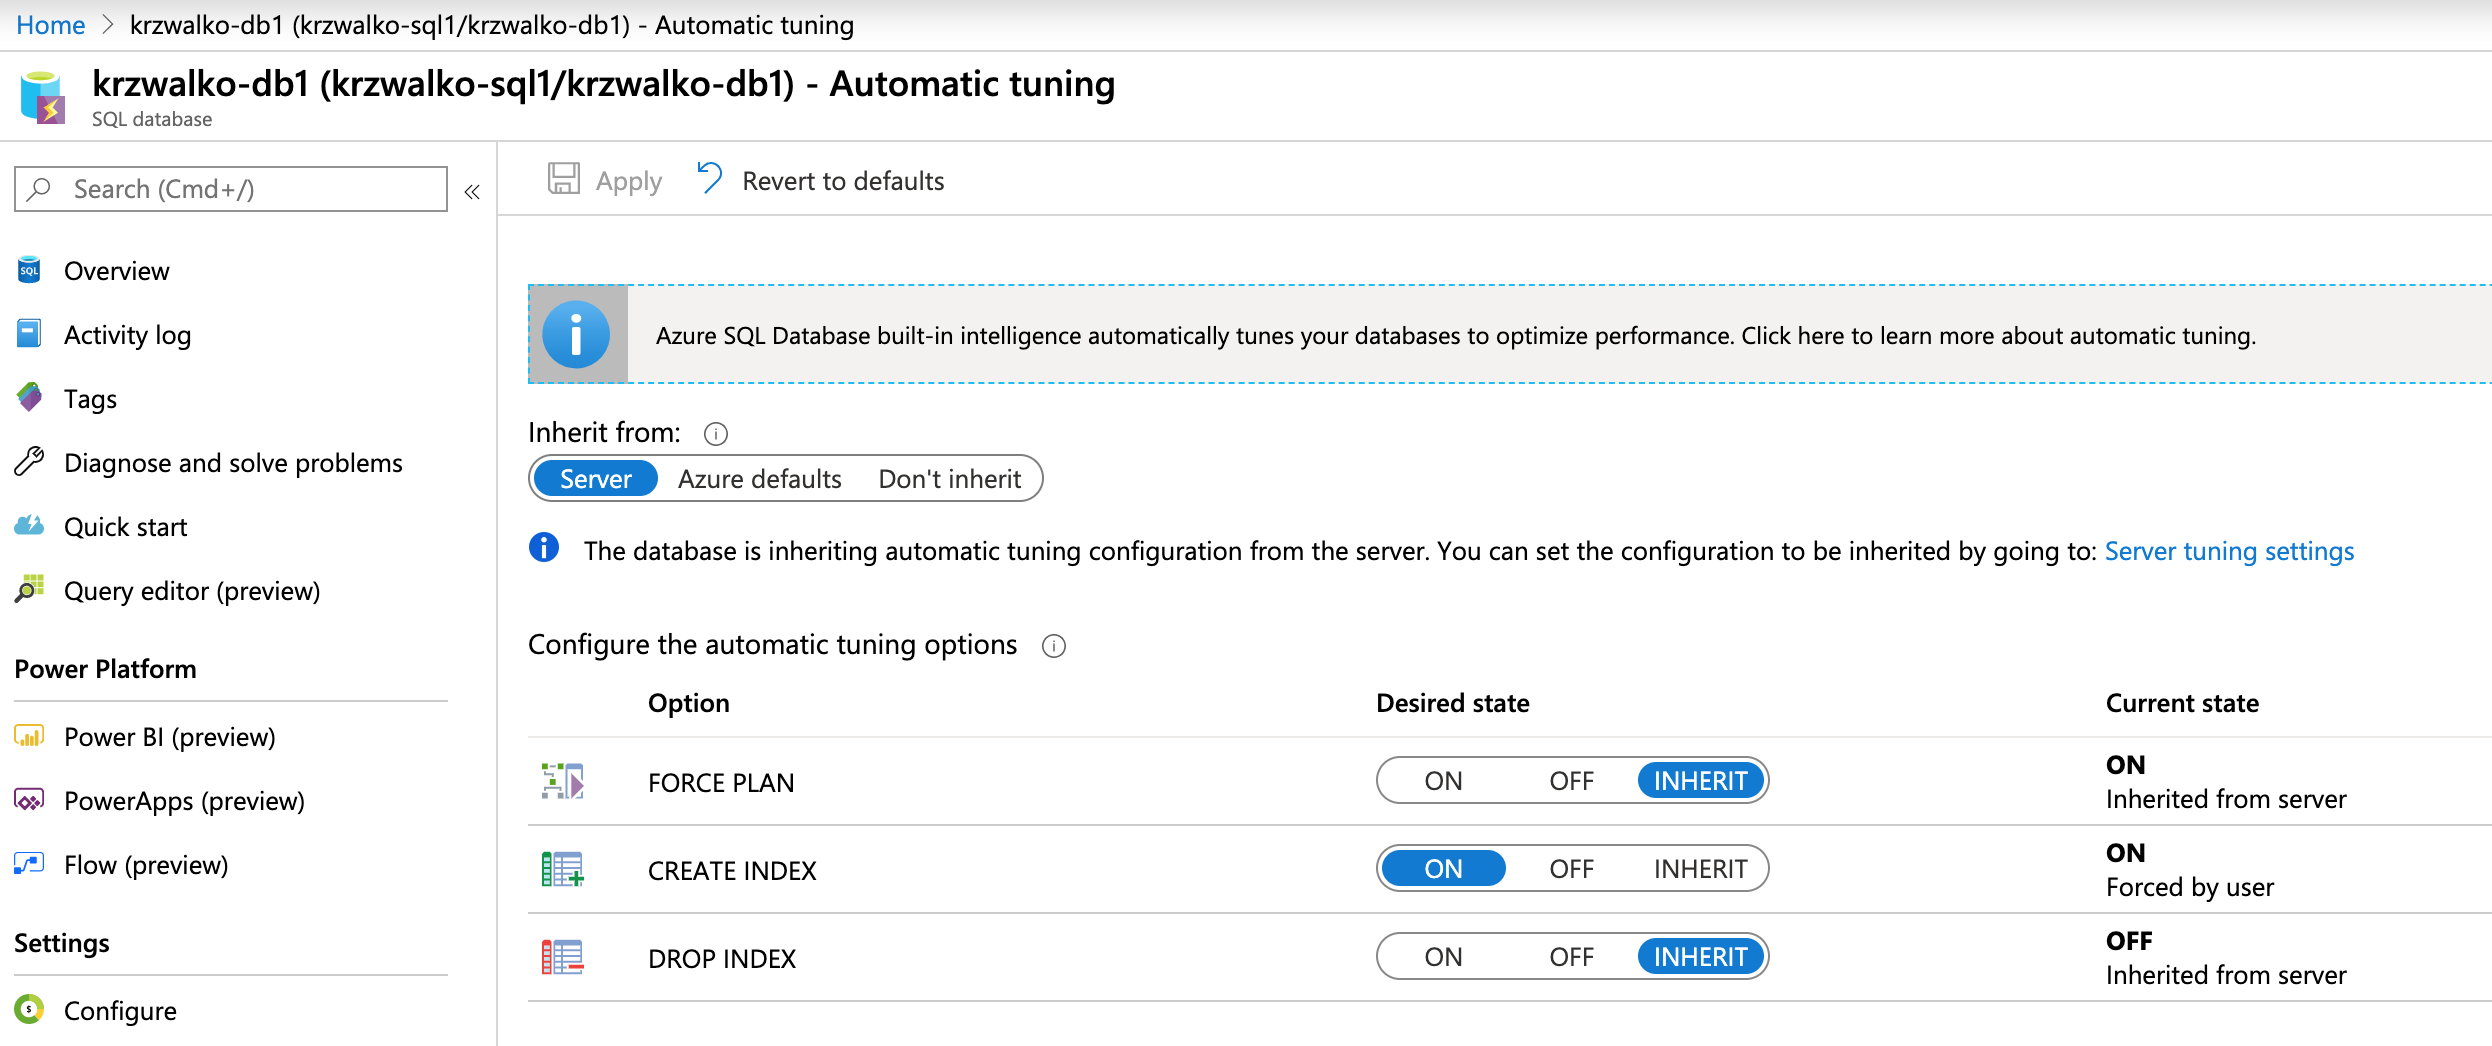 Home > krzwalko-db1 (krzwalko-sql1/krzwalko-db1) - Automatic tuning
krzwalko-db1 (krzwalko-sql1/krzwalko-db1) - Automatic tuning
SQL database
Search (Cmd+/)
«
SQL
Overview
Activity log
Tags
Diagnose and solve problems
Quick start
Query editor (preview)
Power Platform
Power BI (preview)
PowerApps (preview)
Flow (preview)
Settings
Configure
Apply
Revert to defaults
Azure SQL Database built-in intelligence automatically tunes your databases to optimize performance. Click here to learn more about automatic tuning.
Inherit from:
Server Azure defaults Don't inherit
The database is inheriting automatic tuning configuration from the server. You can set the configuration to be inherited by going to: Server tuning settings
Configure the automatic tuning options
Option Desired state Current state
FORCE PLAN ON OFF INHERIT ON
Inherited from server
CREATE INDEX ON OFF INHERIT ON
Forced by user
DROP INDEX ON OFF INHERIT OFF
Inherited from server